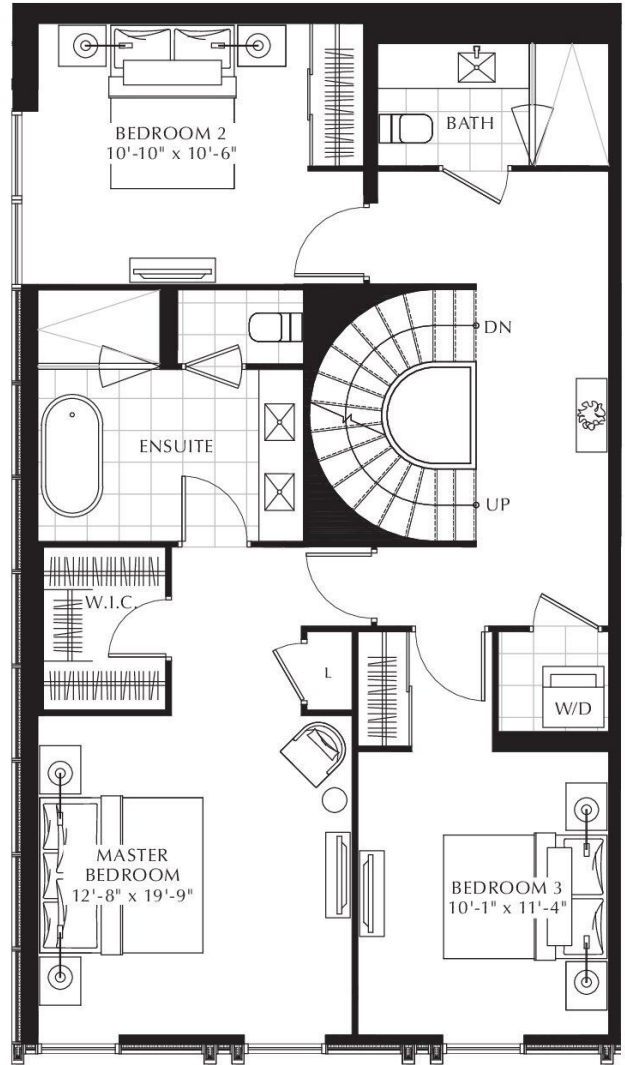 BEDROOM 2
10'-10" x 10'-6"
BATH
DN
ENSUITE
UP
W.I.C.
L
W/D
MASTER
BEDROOM
12'-8" x 19'-9"
BEDROOM 3
10'-1" x 11'-4"